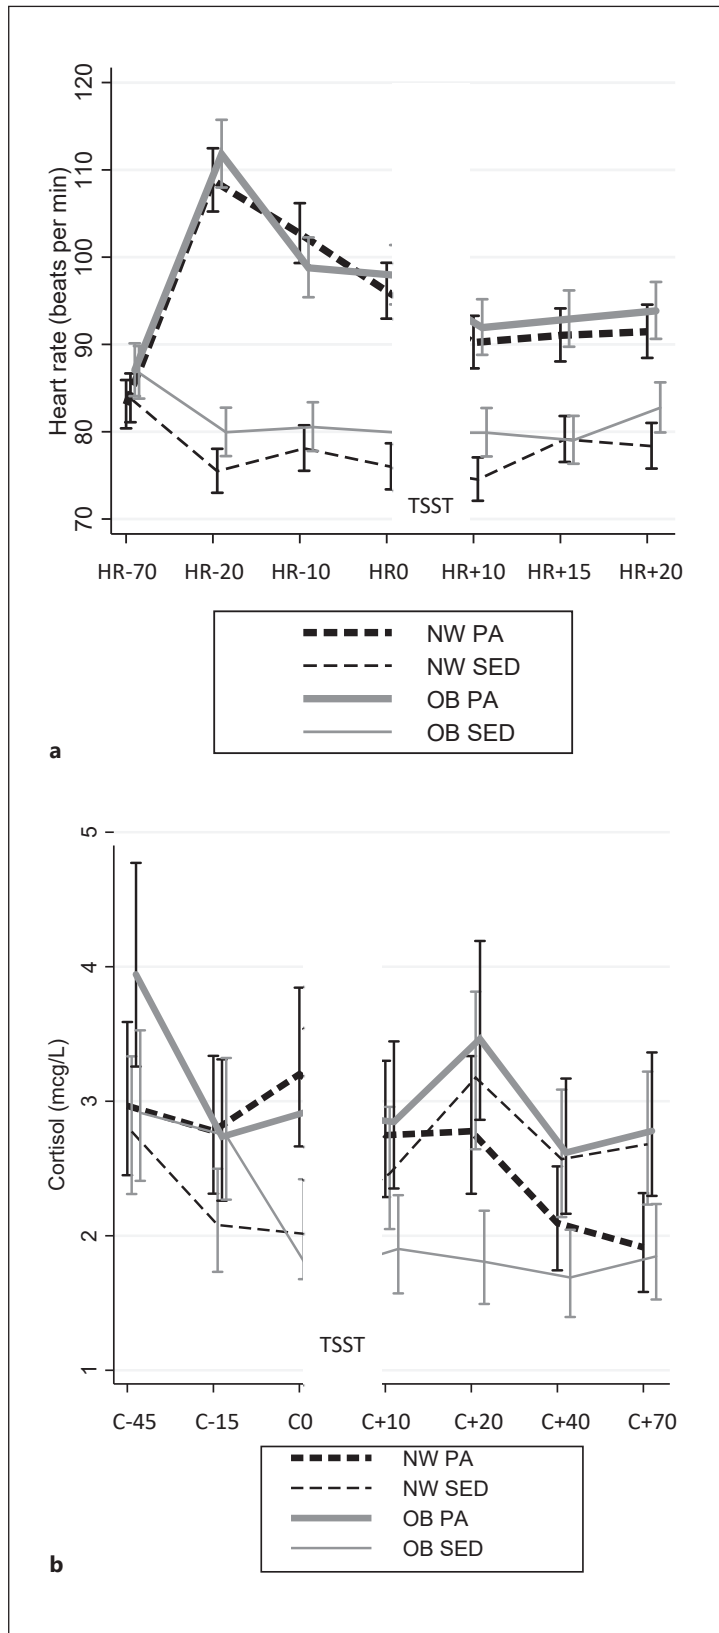 120
110
100
90
80
70
Heart rate (beats per min)
TSST
HR-70 HR-20 HR-10 HR0 HR+10 HR+15 HR+20
NW PA
NW SED
OB PA
OB SED
a
5
4
3
2
1
Cortisol (mcg/L)
TSST
C-45 C-15 C0 C+10 C+20 C+40 C+70
NW PA
NW SED
OB PA
OB SED
b